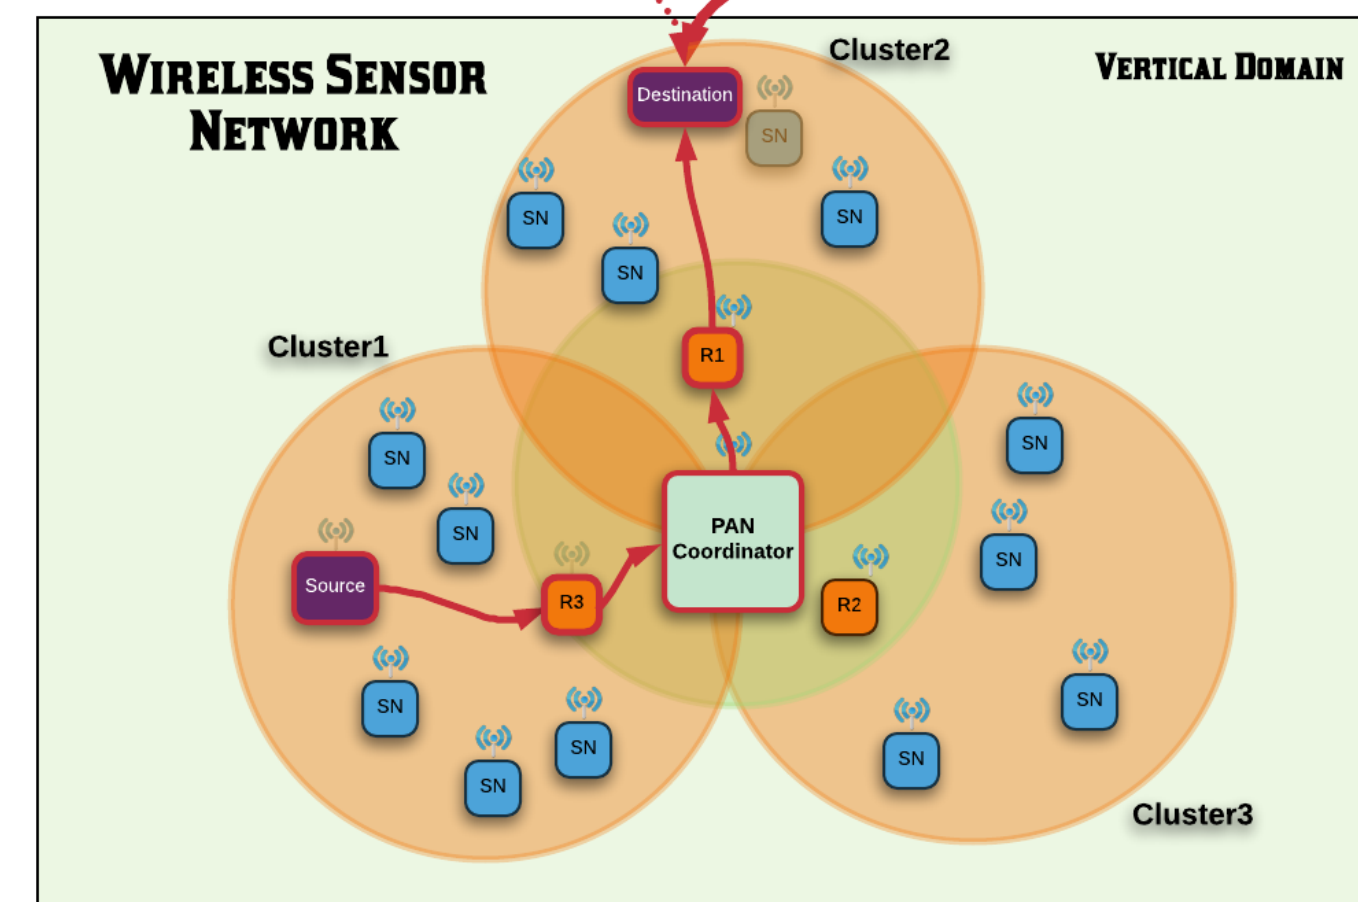 WIRELESS SENSOR
NETWORK
Cluster2
VERTICAL DOMAIN
Destination
SN
SN
SN
SN
Cluster1
R1
SN
SN
SN
SN
PAN
Coordinator
Source
R3
R2
SN
SN
SN
SN
SN
SN
Cluster3